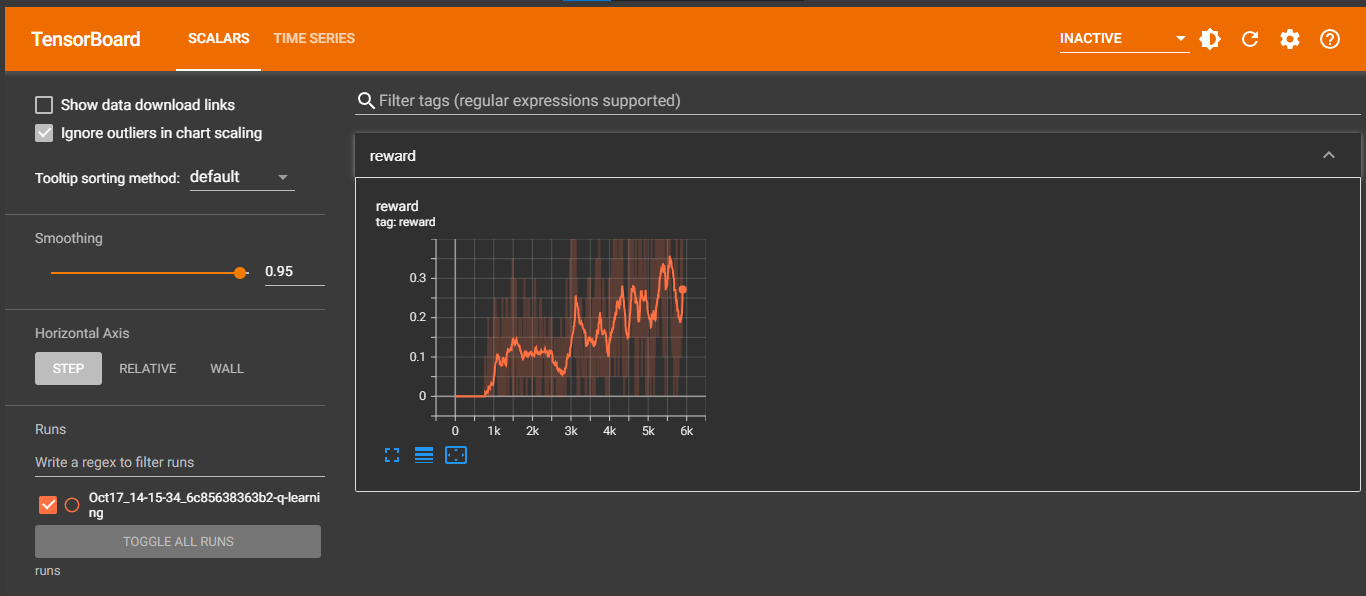 TensorBoard SCALARS TIME SERIES INACTIVE
Show data download links
Ignore outliers in chart scaling
Tooltip sorting method: default
Smoothing
0.95
Horizontal Axis
STEP RELATIVE WALL
Runs
Write a regex to filter runs
Oct17_14-15-34_6c85638363b2-q-learni
ng
TOGGLE ALL RUNS
runs
Filter tags (regular expressions supported)
reward
reward
tag: reward
0.3
0.2
0.1
0
0 1k 2k 3k 4k 5k 6k